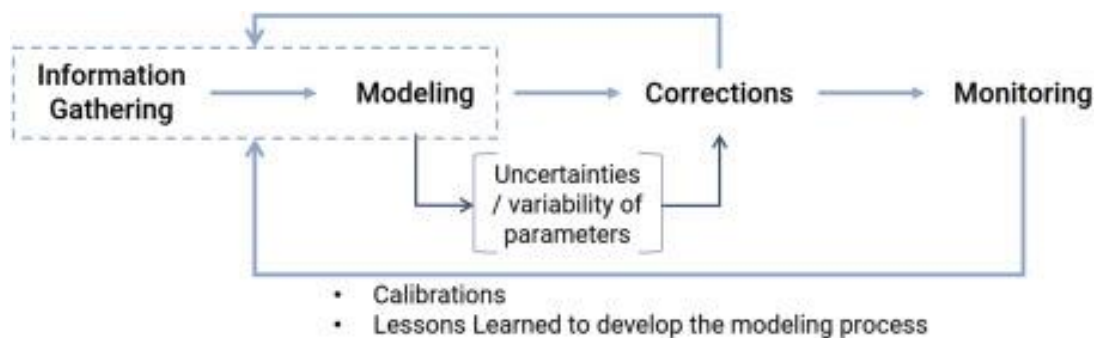 Information
Gathering
Modeling
Corrections
Monitoring
Uncertainties
/ variability of
parameters
• Calibrations
• Lessons Learned to develop the modeling process